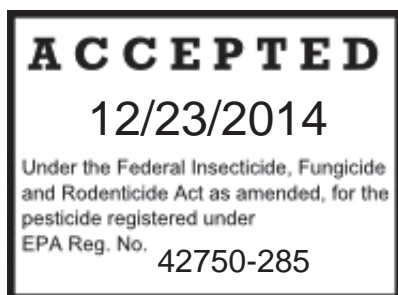 ACCEPTED
12/23/2014
Under the Federal Insecticide, Fungicide
and Rodenticide Act as amended, for the
pesticide registered under
EPA Reg. No. 42750-285